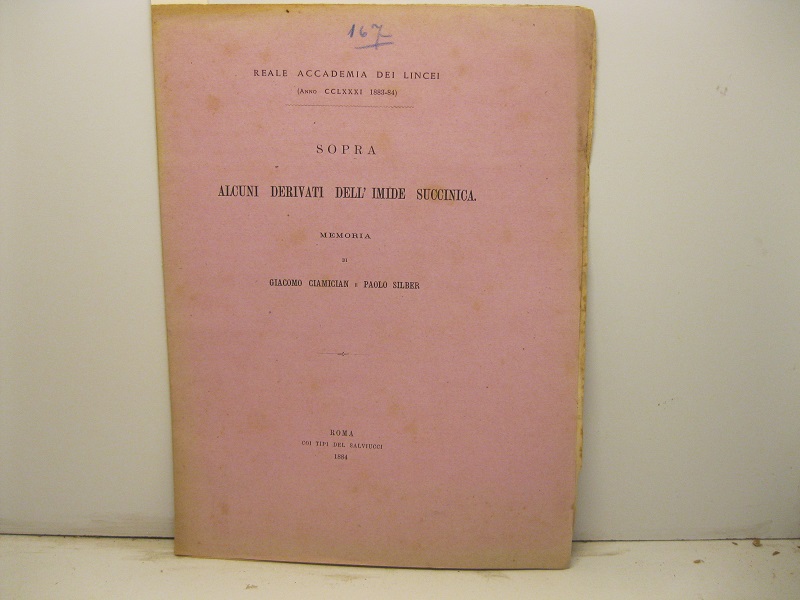 167
REALE ACCADEMIA DEI LINCEI
(ANNO CCLXXXI 1883-84)
SOPRA
ALCUNI DERIVATI DELL' IMIDE SUCCINICA.
MEMORIA
DI
GIACOMO CIAMICIAN E PAOLO SILBER
ROMA
COI TIPI DEL SALVIUCCI
1884